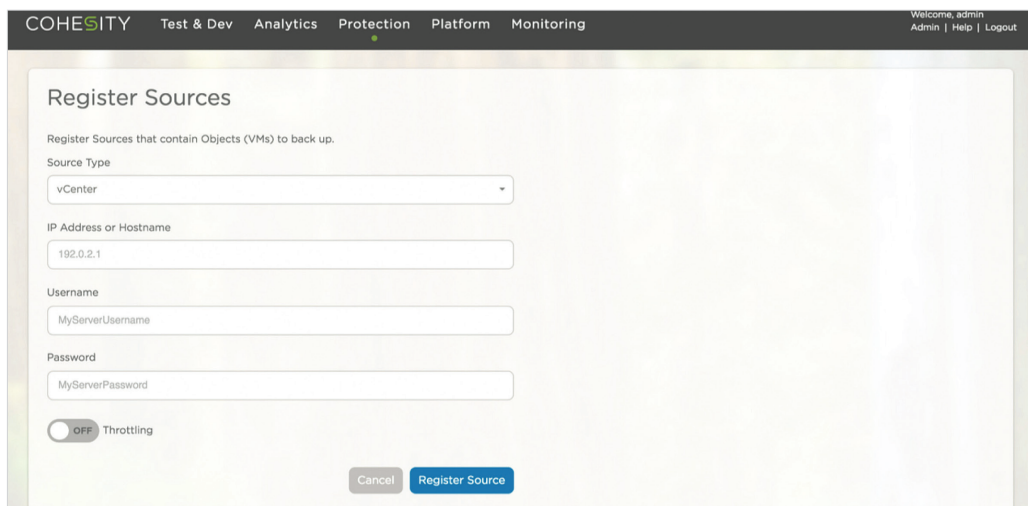 COHESITY Test & Dev Analytics Protection Platform Monitoring
Welcome, admin
Admin | Help | Logout
Register Sources
Register Sources that contain Objects (VMs) to back up.
Source Type
vCenter
IP Address or Hostname
192.0.2.1
Username
MyServerUsername
Password
MyServerPassword
OFF Throttling
Cancel Register Source